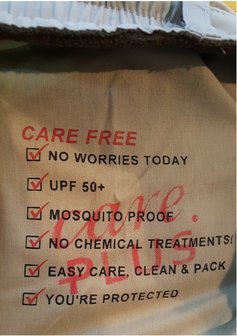 CARE FREE
NO WORRIES TODAY
UPF 50+
MOSQUITO PROOF
NO CHEMICAL TREATMENTS!
EASY CARE, CLEAN & PACK
YOU'RE PROTECTED
care.
PLUS